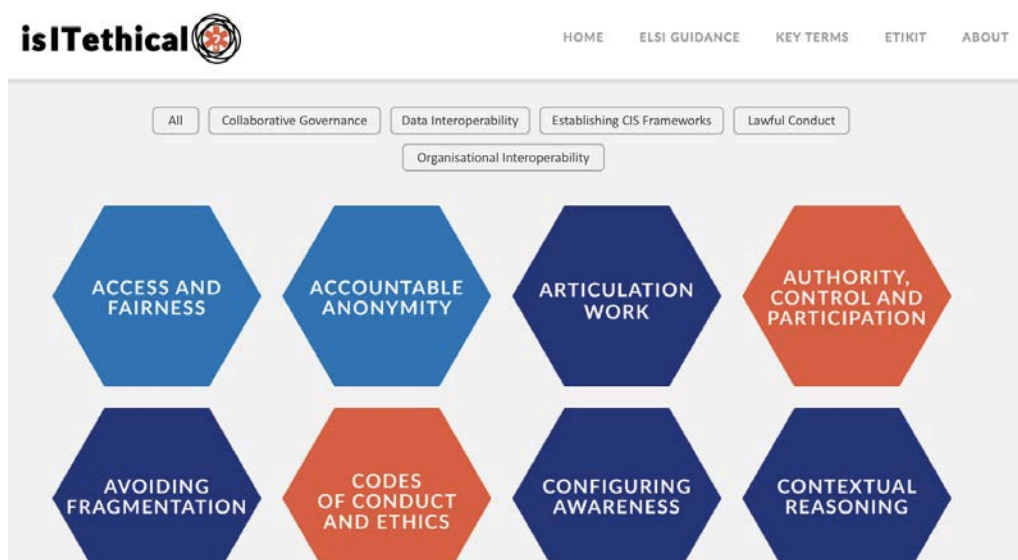 isITethical?
HOME ELSI GUIDANCE KEY TERMS ETIKIT ABOUT
All Collaborative Governance Data Interoperability Establishing CIS Frameworks Lawful Conduct
Organisational Interoperability
ACCESS AND
FAIRNESS
ACCOUNTABLE
ANONYMITY
ARTICULATION
WORK
AUTHORITY,
CONTROL AND
PARTICIPATION
AVOIDING
FRAGMENTATION
CODES
OF CONDUCT
AND ETHICS
CONFIGURING
AWARENESS
CONTEXTUAL
REASONING